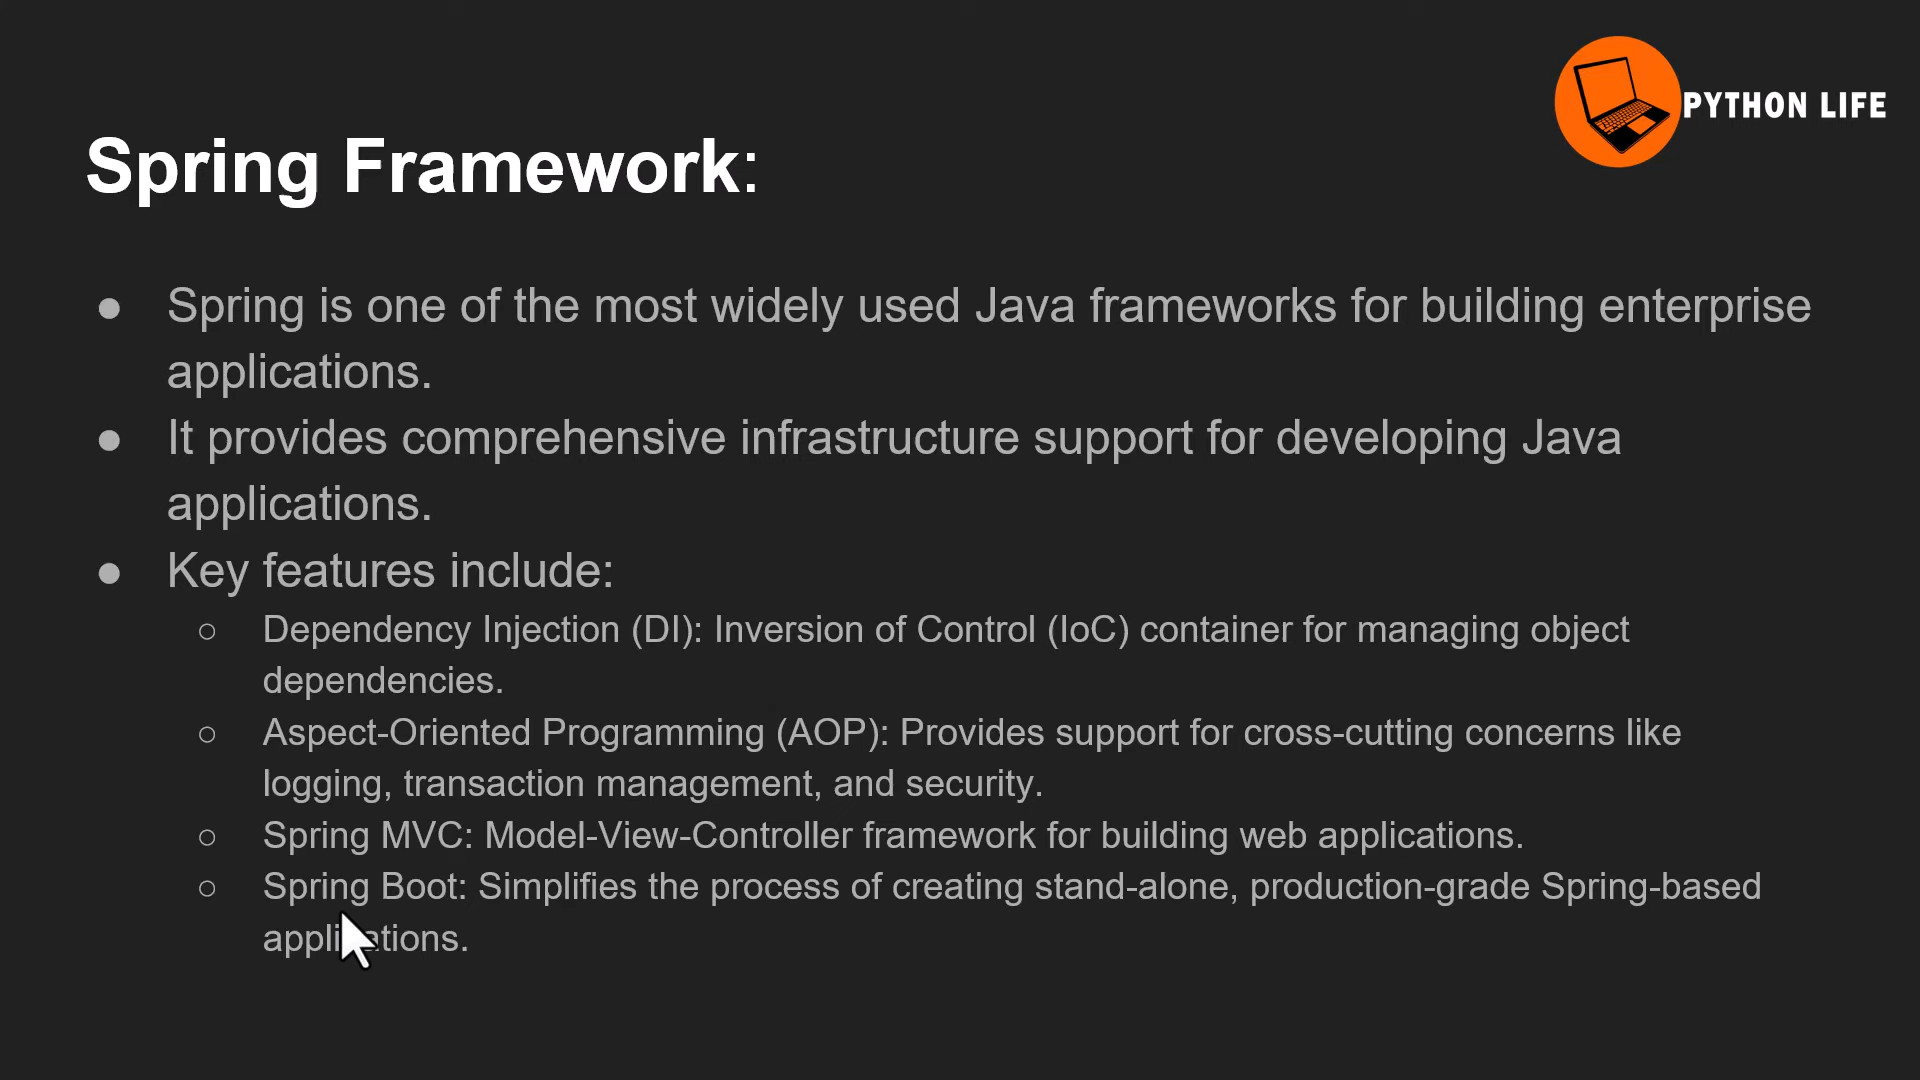 PYTHON LIFE
Spring Framework:
● Spring is one of the most widely used Java frameworks for building enterprise
applications.
● It provides comprehensive infrastructure support for developing Java
applications.
● Key features include:
○ Dependency Injection (DI): Inversion of Control (IoC) container for managing object
dependencies.
○ Aspect-Oriented Programming (AOP): Provides support for cross-cutting concerns like
logging, transaction management, and security.
○ Spring MVC: Model-View-Controller framework for building web applications.
○ Spring Boot: Simplifies the process of creating stand-alone, production-grade Spring-based
applications.